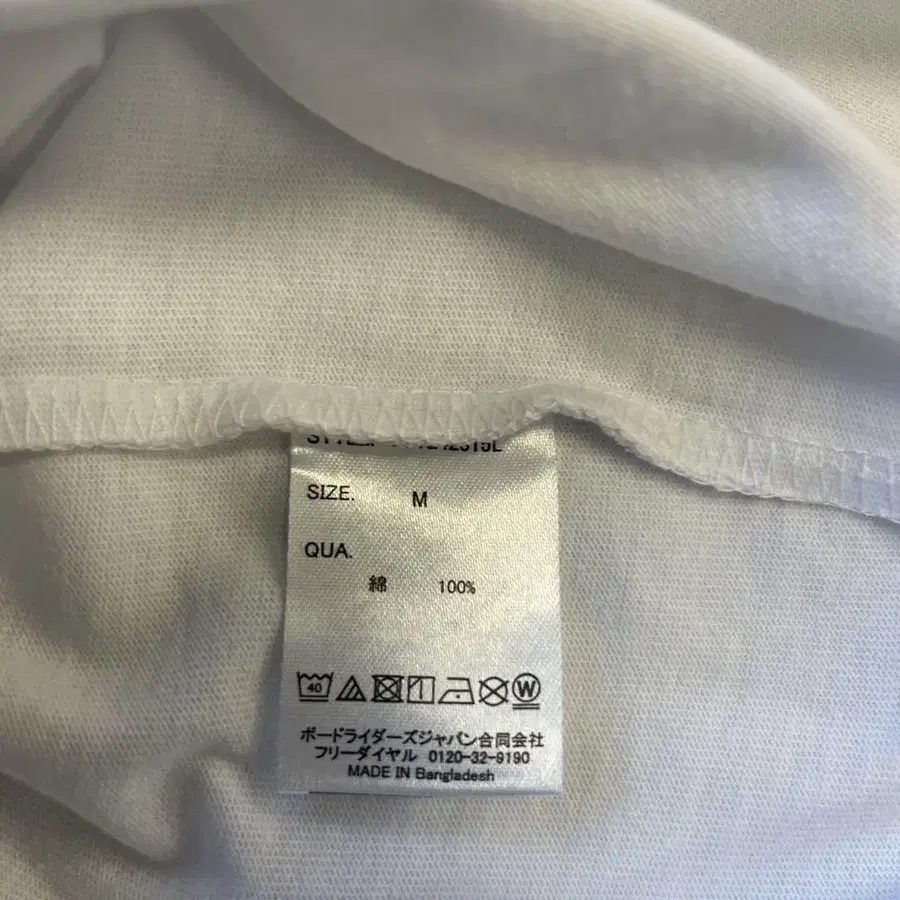 SIZE. M
QUA.
綿 100%
40
W
ボードライダーズジャパン合同会社
フリーダイヤル 0120-32-9190
MADE IN Bangladesh